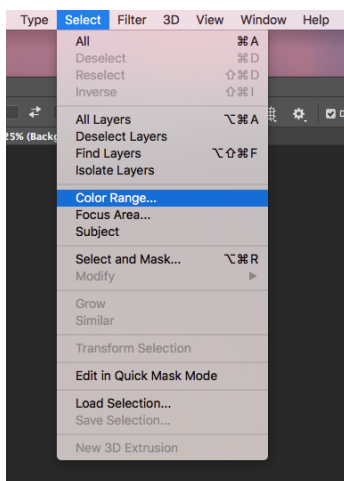 Type Select Filter 3D View Window Help
All ⌘A
Deselect ⌘D
Reselect ⇧⌘D
Inverse ⇧⌘I
All Layers ⌥⌘A
25% (Backg
Deselect Layers
Find Layers ⌥⇧⌘F
Isolate Layers
Color Range...
Focus Area...
Subject
Select and Mask... ⌥⌘R
Modify ▶
Grow
Similar
Transform Selection
Edit in Quick Mask Mode
Load Selection...
Save Selection...
New 3D Extrusion